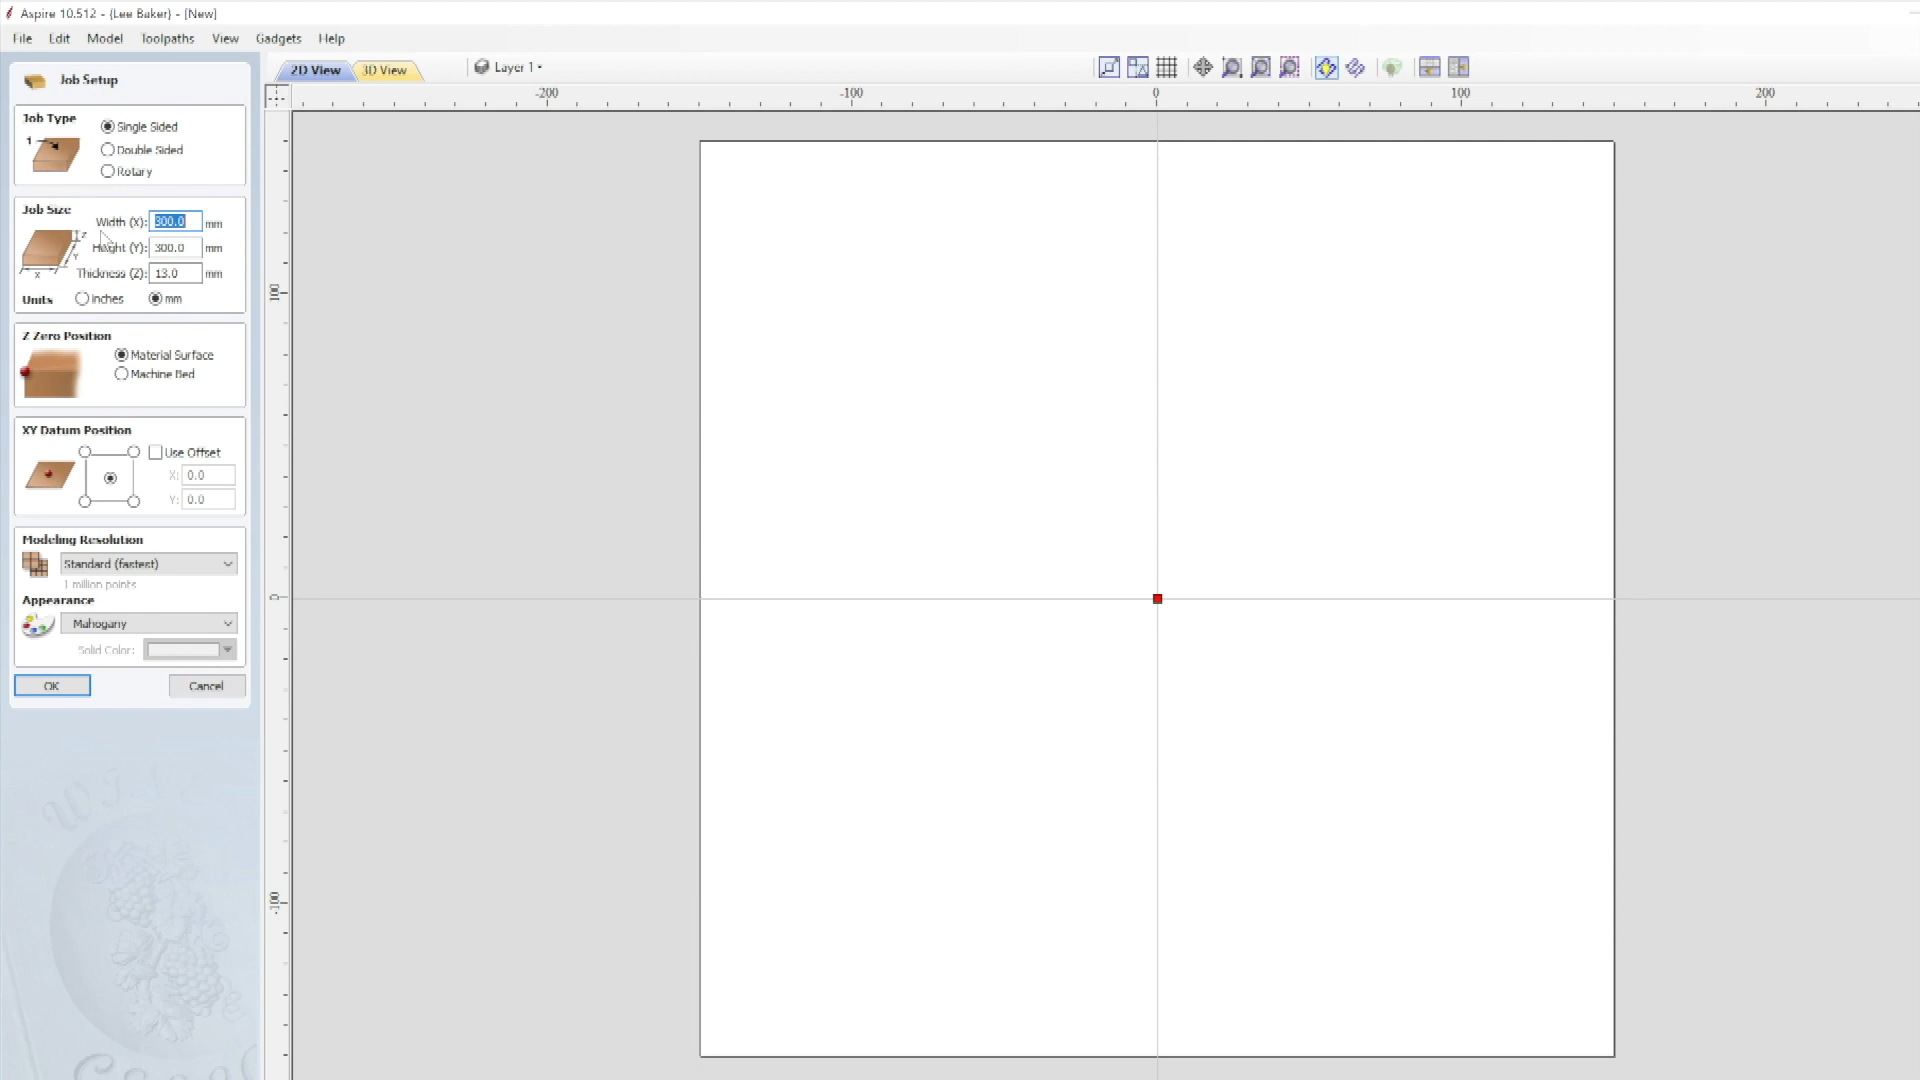 Aspire 10.512 - {Lee Baker} - [New]
File Edit Model Toolpaths View Gadgets Help
Job Setup
2D View 3D View Layer 1
-200 -100 0 100 200
Job Type
1
Single Sided
Double Sided
Rotary
Job Size
Width (X): 300.0 mm
Height (Y): 300.0 mm
Thickness (Z): 13.0 mm
Z
Y
X
Units inches mm
Z Zero Position
Material Surface
Machine Bed
XY Datum Position
Use Offset
X: 0.0
Y: 0.0
Modeling Resolution
Standard (fastest)
1 million points
Appearance
Mahogany
Solid Color:
OK Cancel
100
0
-100